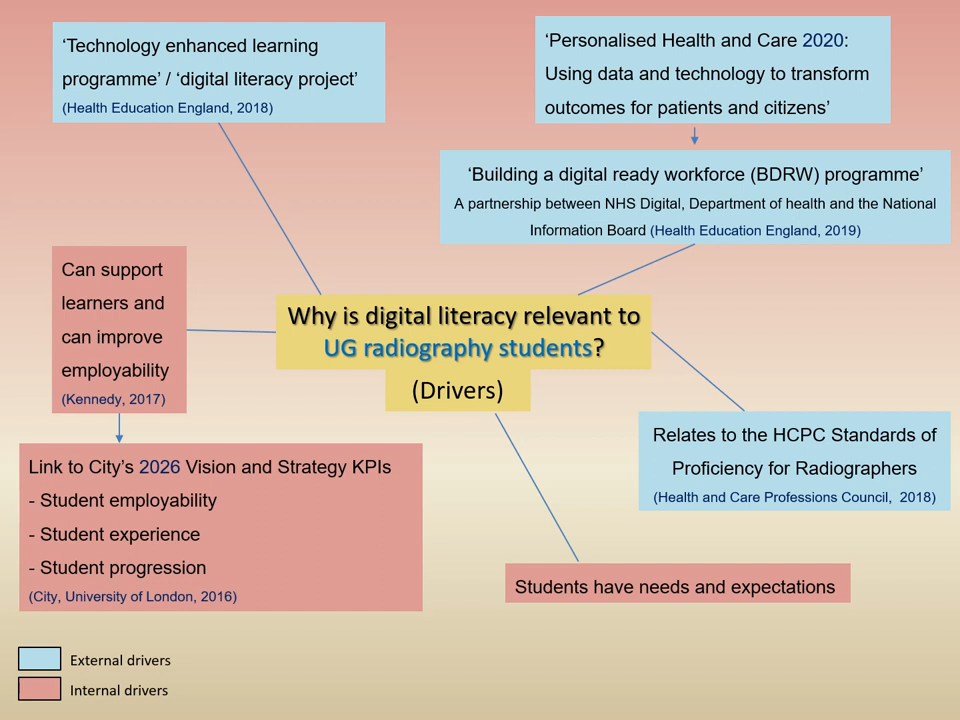 ‘Technology enhanced learning
programme’ / ‘digital literacy project’
(Health Education England, 2018)
‘Personalised Health and Care 2020:
Using data and technology to transform
outcomes for patients and citizens’
‘Building a digital ready workforce (BDRW) programme’
A partnership between NHS Digital, Department of health and the National
Information Board (Health Education England, 2019)
Can support
learners and
can improve
employability
(Kennedy, 2017)
Why is digital literacy relevant to
UG radiography students?
(Drivers)
Relates to the HCPC Standards of
Proficiency for Radiographers
(Health and Care Professions Council, 2018)
Link to City’s 2026 Vision and Strategy KPIs
- Student employability
- Student experience
- Student progression
(City, University of London, 2016)
Students have needs and expectations
External drivers
Internal drivers